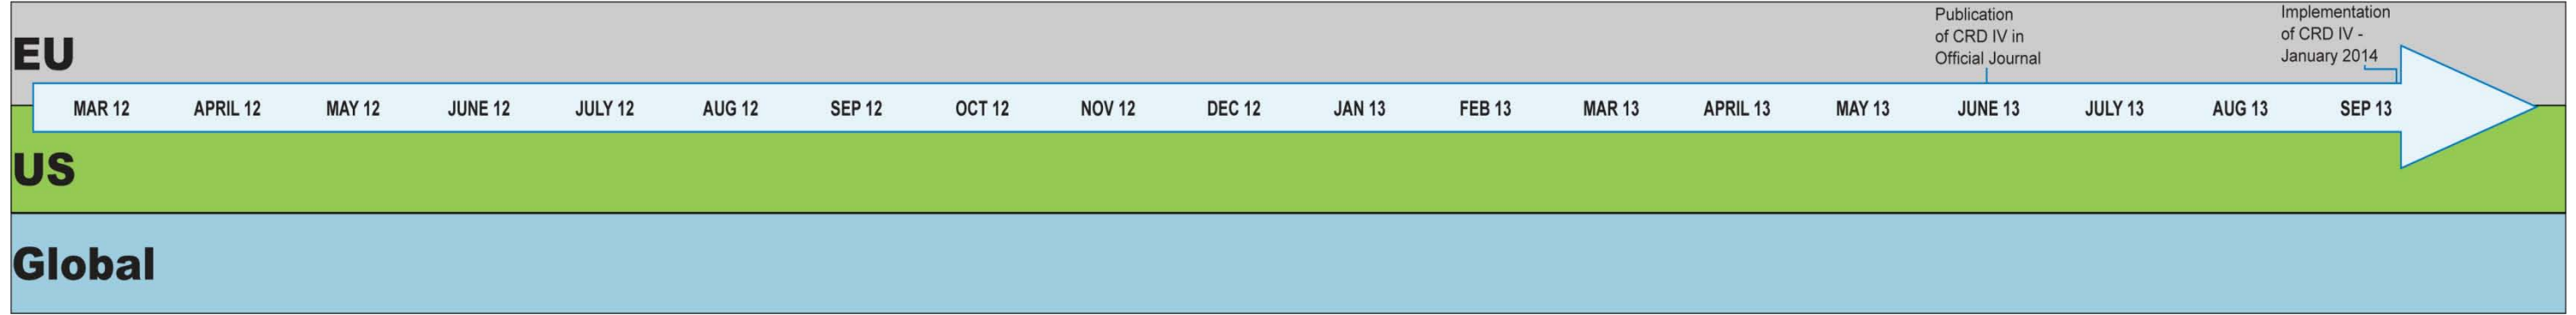 Publication
of CRD IV in
Official Journal
Implementation
of CRD IV -
January 2014
EU
MAR 12 APRIL 12 MAY 12 JUNE 12 JULY 12 AUG 12 SEP 12 OCT 12 NOV 12 DEC 12 JAN 13 FEB 13 MAR 13 APRIL 13 MAY 13 JUNE 13 JULY 13 AUG 13 SEP 13
US
Global